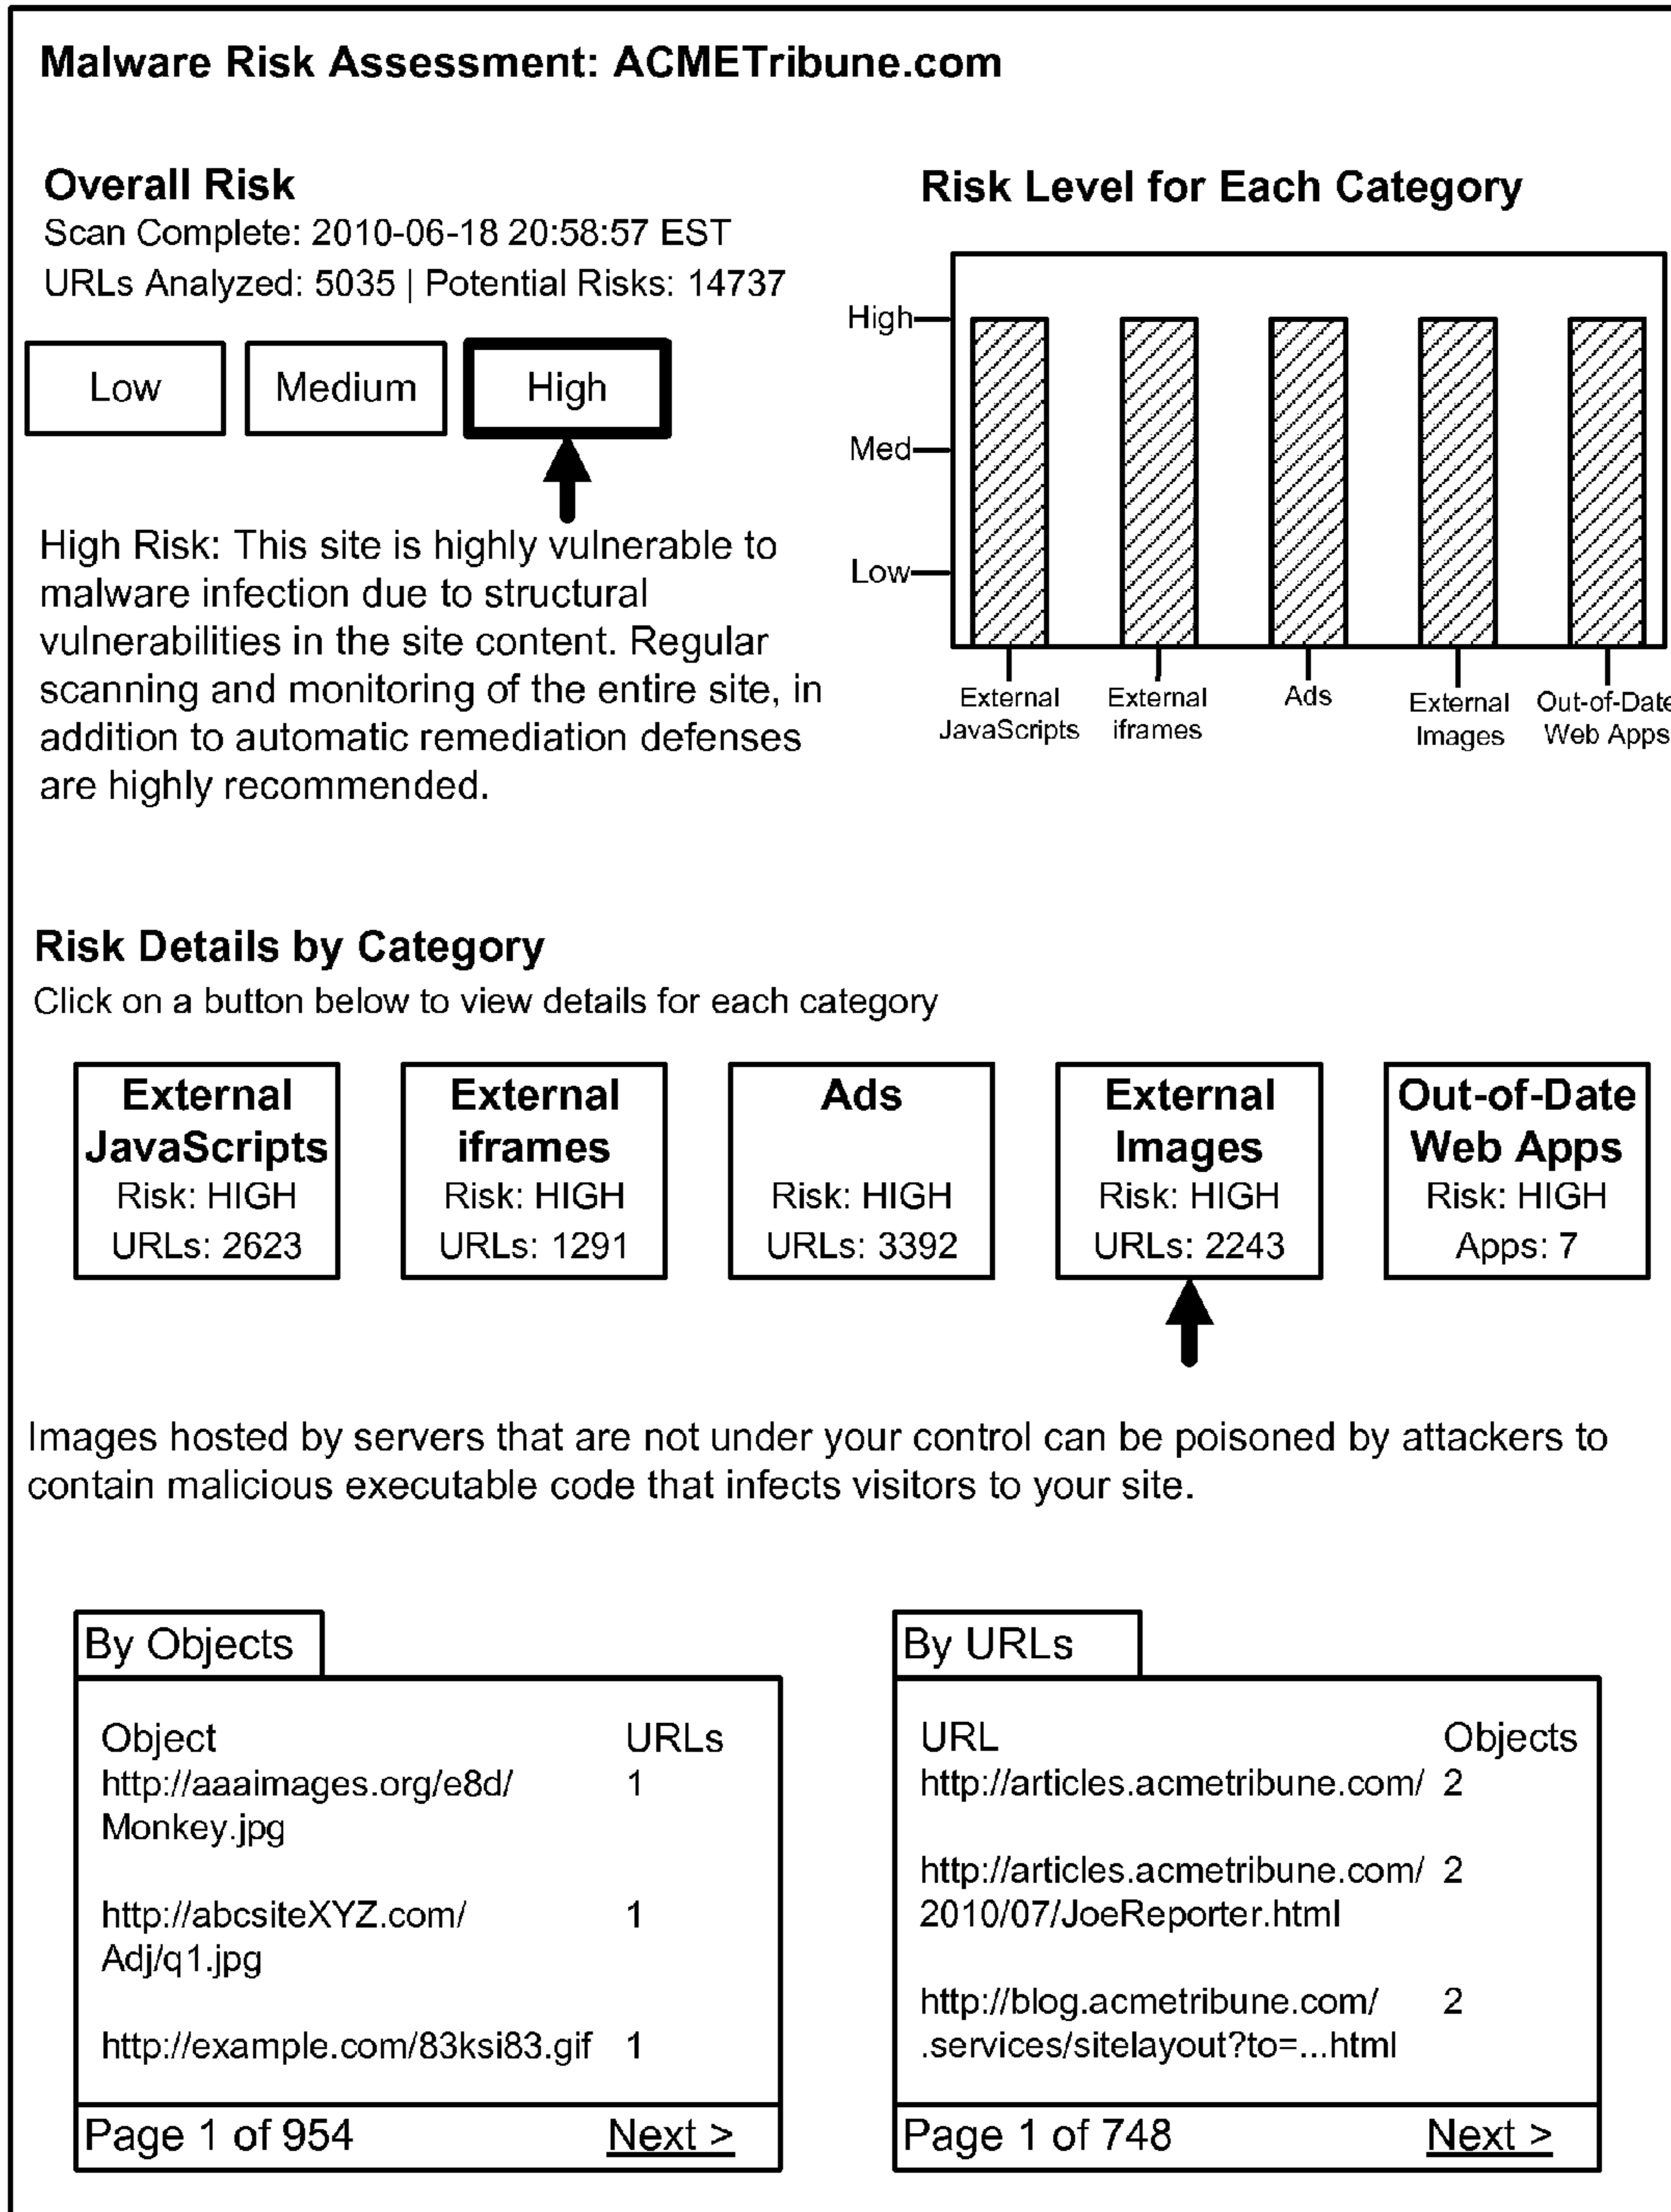 Malware Risk Assessment: ACMETribune.com
Overall Risk
Scan Complete: 2010-06-18 20:58:57 EST
URLs Analyzed: 5035 | Potential Risks: 14737
Low
Medium
High
High Risk: This site is highly vulnerable to
malware infection due to structural
vulnerabilities in the site content. Regular
scanning and monitoring of the entire site, in
addition to automatic remediation defenses
are highly recommended.
Risk Level for Each Category
High
Med
Low
External
JavaScripts
External
iframes
Ads
External
Images
Out-of-Date
Web Apps
Risk Details by Category
Click on a button below to view details for each category
External
JavaScripts
Risk: HIGH
URLs: 2623
External
iframes
Risk: HIGH
URLs: 1291
Ads
Risk: HIGH
URLs: 3392
External
Images
Risk: HIGH
URLs: 2243
Out-of-Date
Web Apps
Risk: HIGH
Apps: 7
Images hosted by servers that are not under your control can be poisoned by attackers to
contain malicious executable code that infects visitors to your site.
By Objects
Object URLs
http://aaaimages.org/e8d/ 1
Monkey.jpg
http://abcsiteXYZ.com/ 1
Adj/q1.jpg
http://example.com/83ksi83.gif 1
Page 1 of 954 Next >
By URLs
URL Objects
http://articles.acmetribune.com/ 2
http://articles.acmetribune.com/ 2
2010/07/JoeReporter.html
http://blog.acmetribune.com/ 2
.services/sitelayout?to=...html
Page 1 of 748 Next >